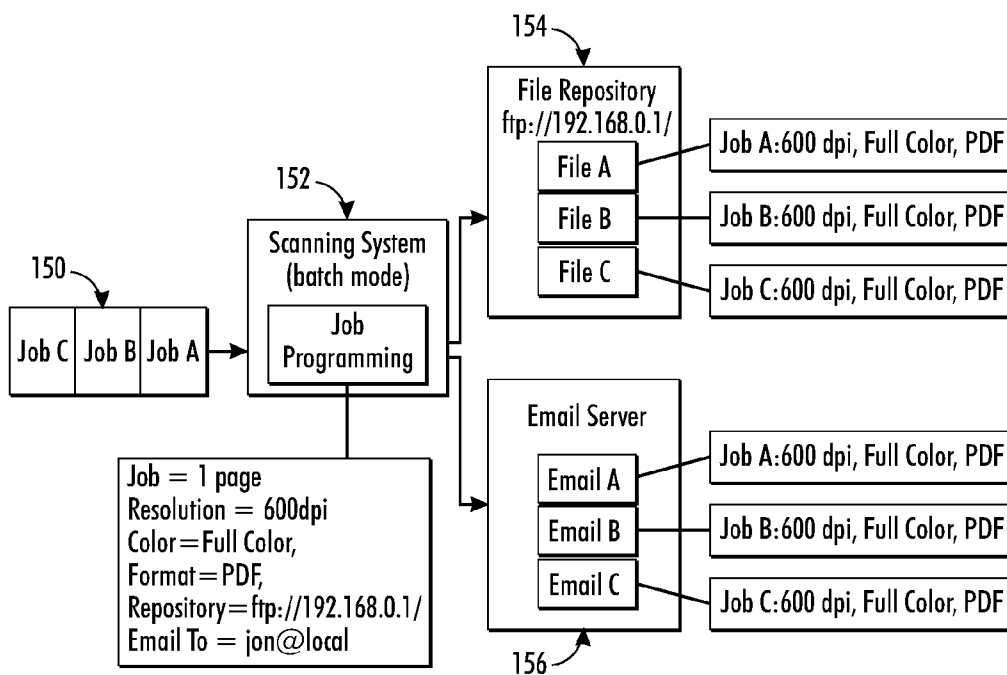 154
File Repository
ftp://192.168.0.1/
File A
File B
File C
Job A:600 dpi, Full Color, PDF
Job B:600 dpi, Full Color, PDF
Job C:600 dpi, Full Color, PDF
152
Scanning System
(batch mode)
Job
Programming
150
Job C
Job B
Job A
Job = 1 page
Resolution = 600dpi
Color=Full Color,
Format=PDF,
Repository=ftp://192.168.0.1/
Email To = jon@local
Email Server
Email A
Email B
Email C
Job A:600 dpi, Full Color, PDF
Job B:600 dpi, Full Color, PDF
Job C:600 dpi, Full Color, PDF
156